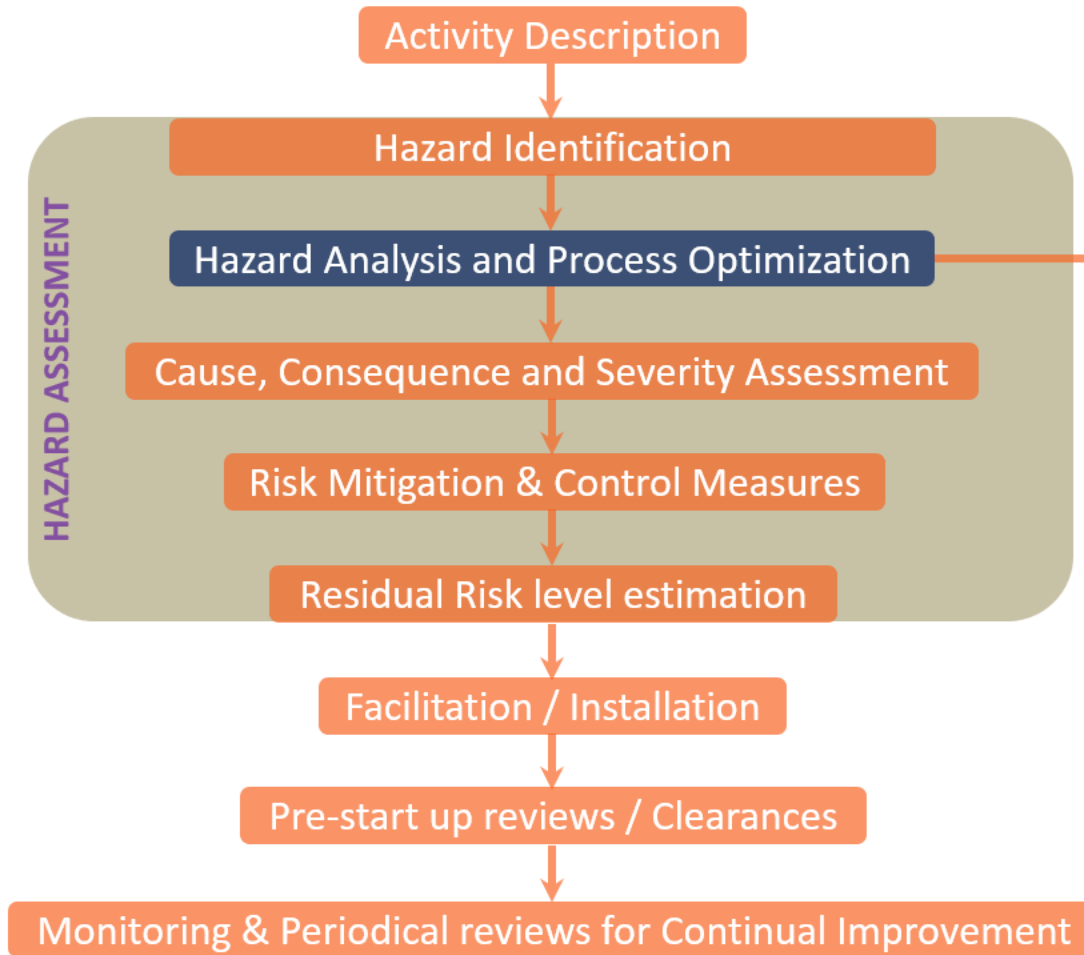 Activity Description
HAZARD ASSESSMENT
Hazard Identification
Hazard Analysis and Process Optimization
Cause, Consequence and Severity Assessment
Risk Mitigation & Control Measures
Residual Risk level estimation
Facilitation / Installation
Pre-start up reviews / Clearances
Monitoring & Periodical reviews for Continual Improvement